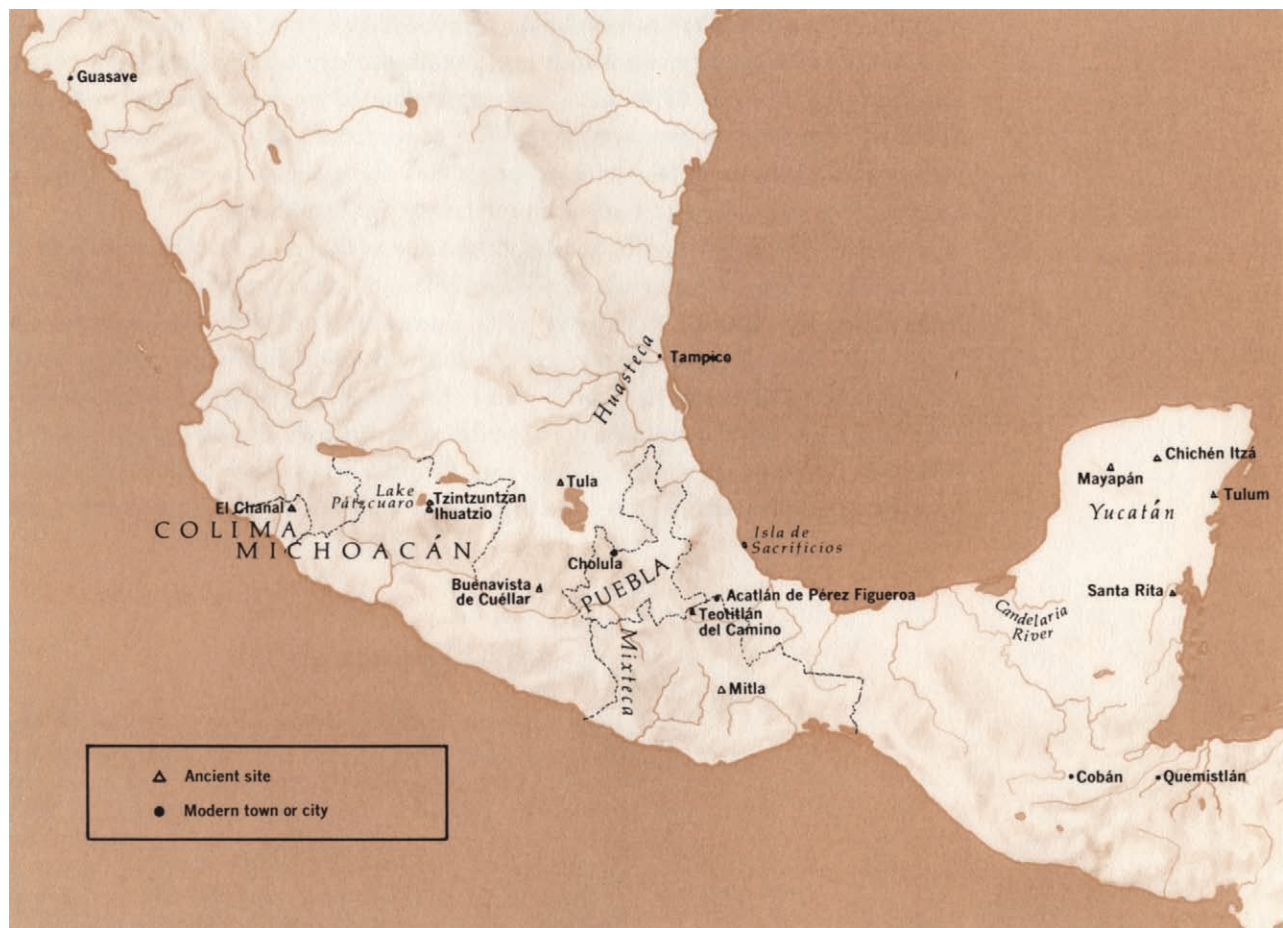 Guasave
Huasteca
Tampico
Chichén Itzá
Mayapán
Tulum
Yucatán
Tula
Lake
Pátzcuaro
Tzintzuntzan
Ihuatzio
El Chanal
COLIMA
MICHOACÁN
Isla de
Sacrificios
Cholula
PUEBLA
Buenavista
de Cuéllar
Acatlán de Pérez Figueroa
Teotitlán
del Camino
Santa Rita
Candelaria
River
Mixteca
Mitla
Cobán
Quemistlán
Ancient site
Modern town or city